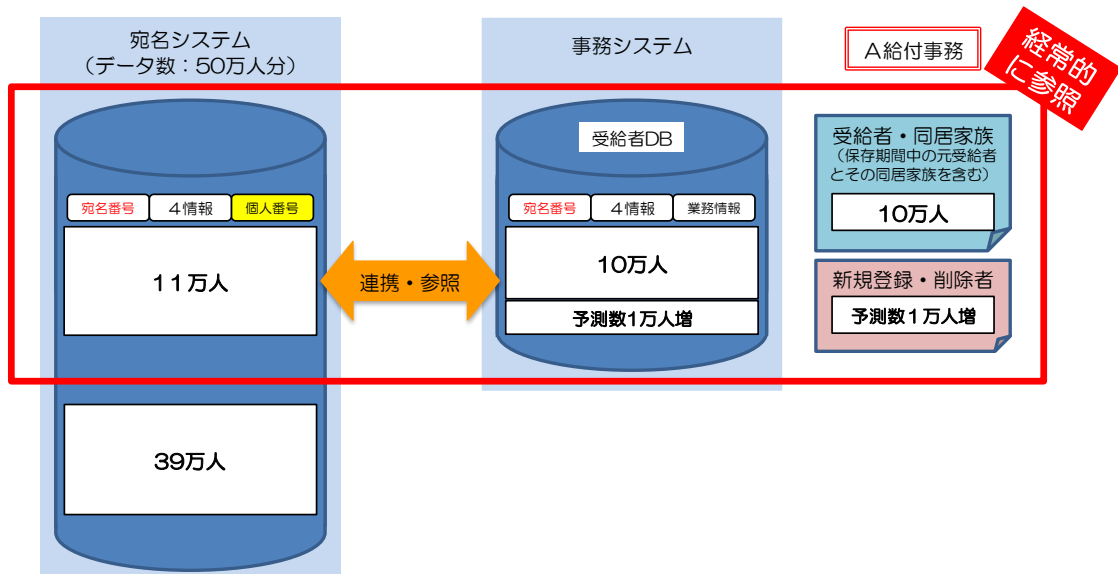 宛名システム
（データ数：50万人分）
事務システム
A給付事務
経常的
に参照
宛名番号
４情報
個人番号
11万人
39万人
連携・参照
受給者DB
宛名番号
４情報
業務情報
10万人
予測数1万人増
受給者・同居家族
（保存期間中の元受給者
とその同居家族を含む）
10万人
新規登録・削除者
予測数１万人増